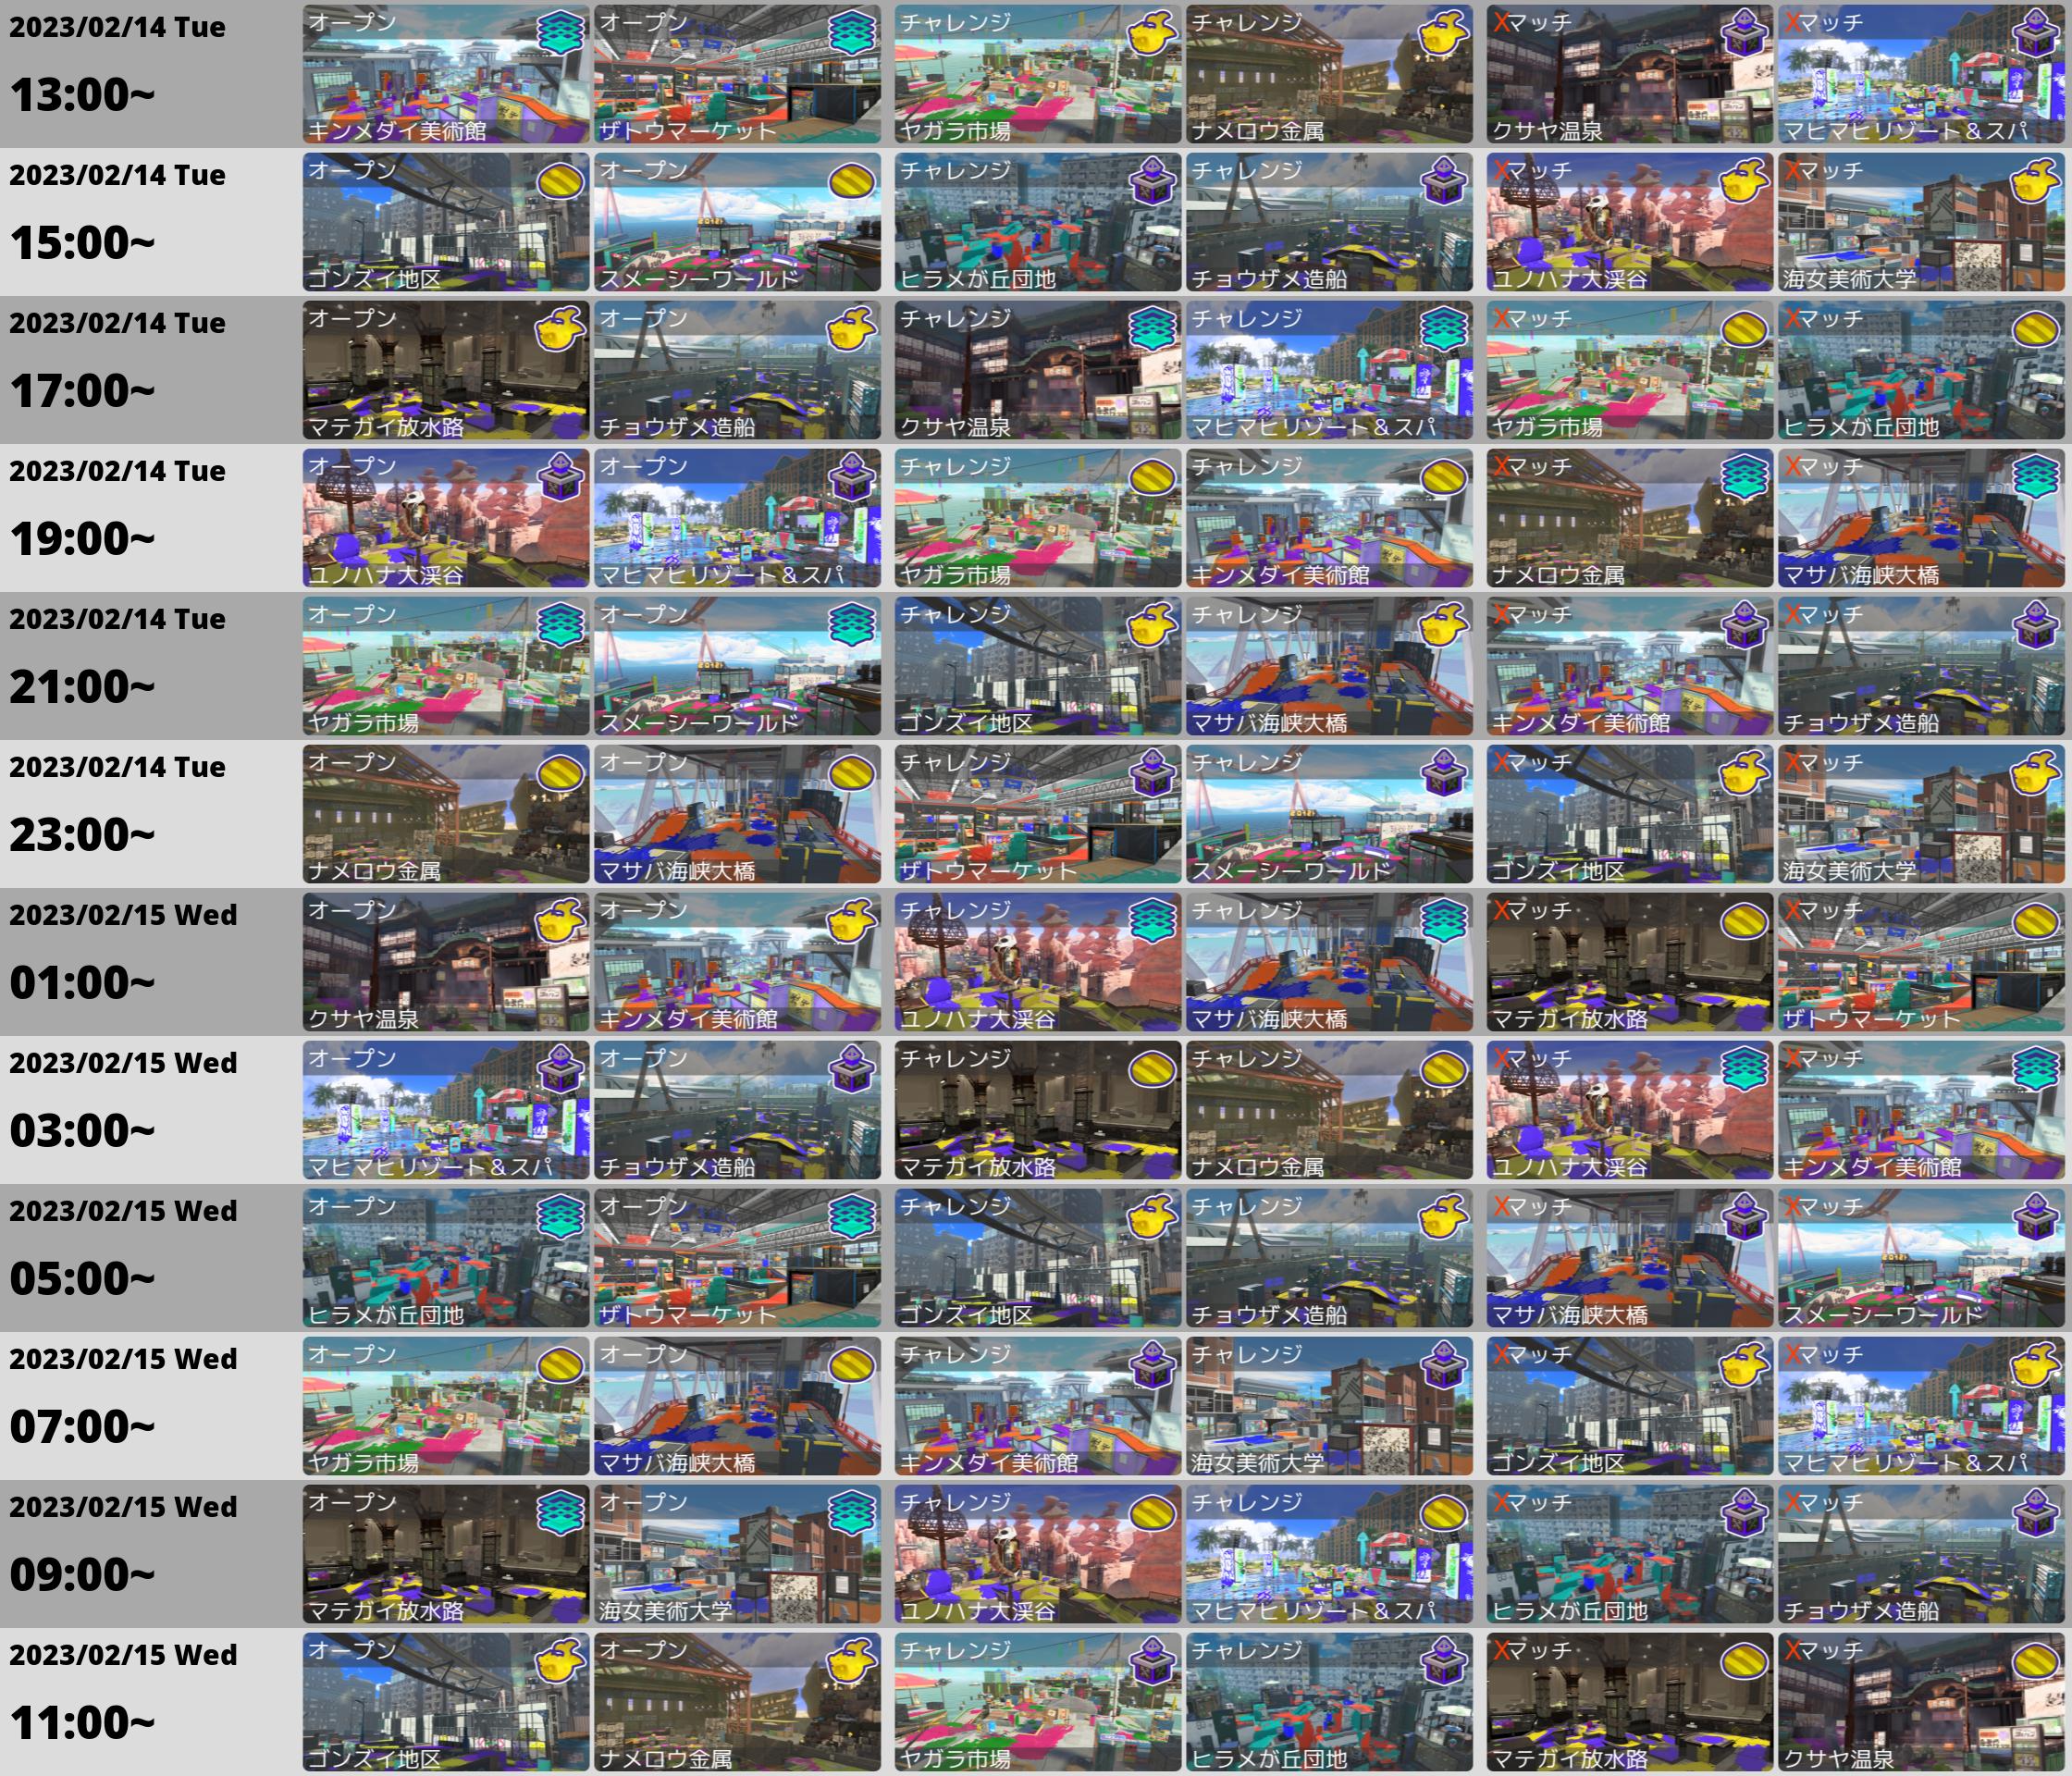 2023/02/14 Tue
13:00~
オープン オープン チャレンジ チャレンジ Xマッチ Xマッチ
キンメダイ美術館 ザトウマーケット ヤガラ市場 ナメロウ金属 クサヤ温泉 マヒマヒリゾート＆スパ
2023/02/14 Tue
15:00~
オープン オープン チャレンジ チャレンジ Xマッチ Xマッチ
ゴンズイ地区 スメーシーワールド ヒラメが丘団地 チョウザメ造船 ユノハナ大渓谷 海女美術大学
2023/02/14 Tue
17:00~
オープン オープン チャレンジ チャレンジ Xマッチ Xマッチ
マテガイ放水路 チョウザメ造船 クサヤ温泉 マヒマヒリゾート＆スパ ヤガラ市場 ヒラメが丘団地
2023/02/14 Tue
19:00~
オープン オープン チャレンジ チャレンジ Xマッチ Xマッチ
ユノハナ大渓谷 マヒマヒリゾート＆スパ ヤガラ市場 キンメダイ美術館 ナメロウ金属 マサバ海峡大橋
2023/02/14 Tue
21:00~
オープン オープン チャレンジ チャレンジ Xマッチ Xマッチ
ヤガラ市場 スメーシーワールド ゴンズイ地区 マサバ海峡大橋 キンメダイ美術館 チョウザメ造船
2023/02/14 Tue
23:00~
オープン オープン チャレンジ チャレンジ Xマッチ Xマッチ
ナメロウ金属 マサバ海峡大橋 ザトウマーケット スメーシーワールド ゴンズイ地区 海女美術大学
2023/02/15 Wed
01:00~
オープン オープン チャレンジ チャレンジ Xマッチ Xマッチ
クサヤ温泉 キンメダイ美術館 ユノハナ大渓谷 マサバ海峡大橋 マテガイ放水路 ザトウマーケット
2023/02/15 Wed
03:00~
オープン オープン チャレンジ チャレンジ Xマッチ Xマッチ
マヒマヒリゾート＆スパ チョウザメ造船 マテガイ放水路 ナメロウ金属 ユノハナ大渓谷 キンメダイ美術館
2023/02/15 Wed
05:00~
オープン オープン チャレンジ チャレンジ Xマッチ Xマッチ
ヒラメが丘団地 ザトウマーケット ゴンズイ地区 チョウザメ造船 マサバ海峡大橋 スメーシーワールド
2023/02/15 Wed
07:00~
オープン オープン チャレンジ チャレンジ Xマッチ Xマッチ
ヤガラ市場 マサバ海峡大橋 キンメダイ美術館 海女美術大学 ゴンズイ地区 マヒマヒリゾート＆スパ
2023/02/15 Wed
09:00~
オープン オープン チャレンジ チャレンジ Xマッチ Xマッチ
マテガイ放水路 海女美術大学 ユノハナ大渓谷 マヒマヒリゾート＆スパ ヒラメが丘団地 チョウザメ造船
2023/02/15 Wed
11:00~
オープン オープン チャレンジ チャレンジ Xマッチ Xマッチ
ゴンズイ地区 ナメロウ金属 ヤガラ市場 ヒラメが丘団地 マテガイ放水路 クサヤ温泉